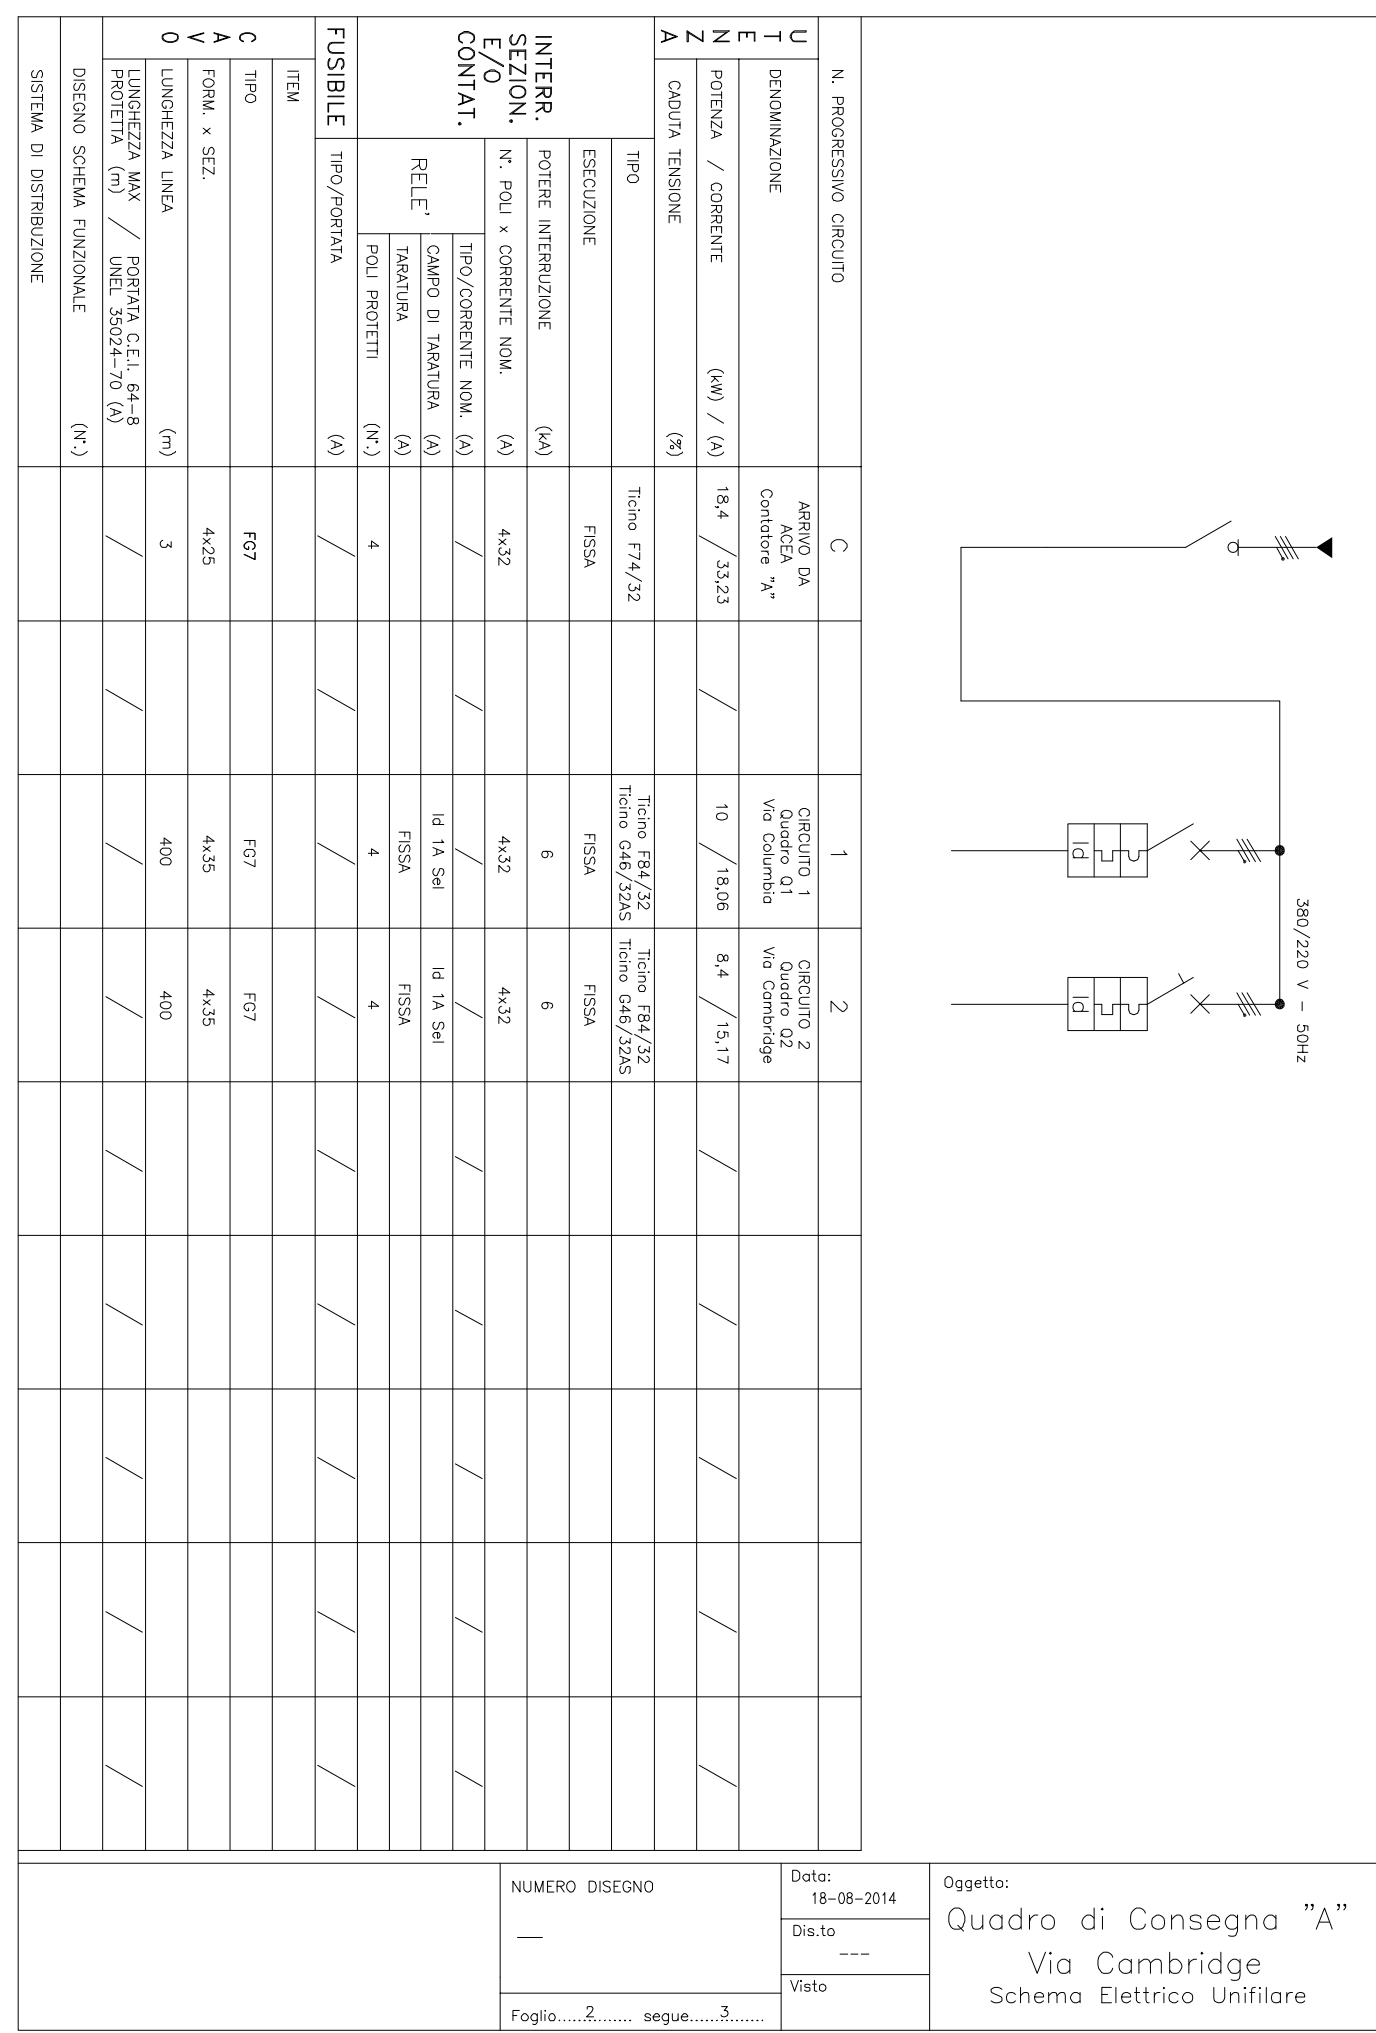 380/220 V - 50Hz
Id
Id
N. PROGRESSIVO CIRCUITO
C
1
2
UTENZA
DENOMINAZIONE
ARRIVO DA
ACEA
Contatore "A"
CIRCUITO 1
Quadro Q1
Via Columbia
CIRCUITO 2
Quadro Q2
Via Cambridge
POTENZA / CORRENTE (kW) / (A)
18,4 / 33,23
/
10 / 18,06
8,4 / 15,17
/
/
/
/
/
CADUTA TENSIONE (%)
INTERR.
SEZION.
E/O
CONTAT.
TIPO
Ticino F74/32
Ticino F84/32
Ticino G46/32AS
Ticino F84/32
Ticino G46/32AS
ESECUZIONE
FISSA
FISSA
FISSA
POTERE INTERRUZIONE (kA)
6
6
N°. POLI x CORRENTE NOM. (A)
4x32
4x32
4x32
RELE'
TIPO/CORRENTE NOM. (A)
/
/
/
/
/
/
/
/
/
CAMPO DI TARATURA (A)
Id 1A Sel
Id 1A Sel
TARATURA (A)
FISSA
FISSA
POLI PROTETTI (N°.)
4
4
4
FUSIBILE
TIPO/PORTATA (A)
/
/
/
/
/
/
/
/
/
ITEM
CAVO
TIPO
FG7
FG7
FG7
FORM. x SEZ.
4x25
4x35
4x35
LUNGHEZZA LINEA (m)
3
400
400
LUNGHEZZA MAX / PORTATA C.E.I. 64-8
PROTETTA (m) / UNEL 35024-70 (A)
/
/
/
/
/
/
/
/
/
DISEGNO SCHEMA FUNZIONALE (N°.)
SISTEMA DI DISTRIBUZIONE
NUMERO DISEGNO
—
Foglio......2....... segue......3.......
Data:
18-08-2014
Dis.to
---
Visto
Oggetto:
Quadro di Consegna "A"
Via Cambridge
Schema Elettrico Unifilare